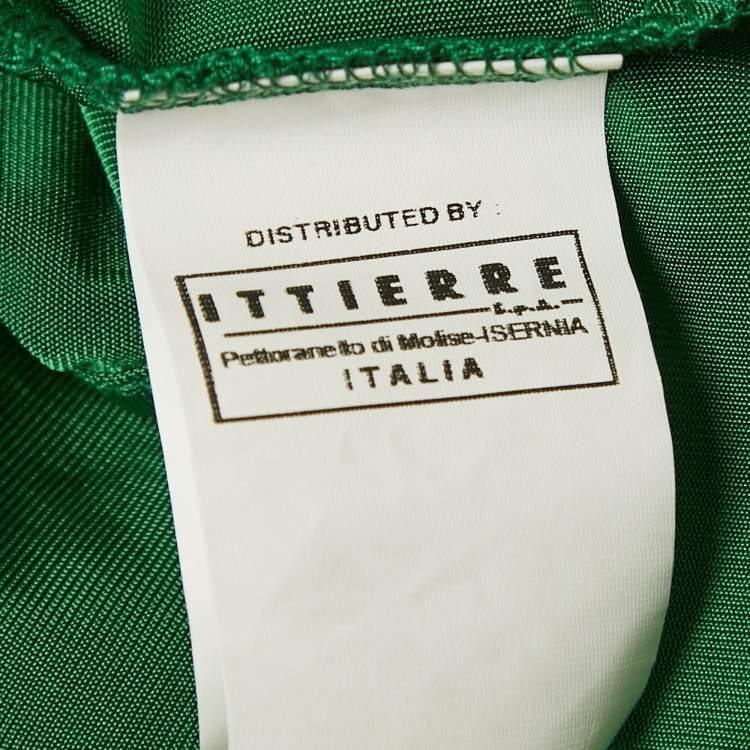 DISTRIBUTED BY :
ITTIERRE
S.p.A.
Pettoranello di Molise-ISERNIA
ITALIA